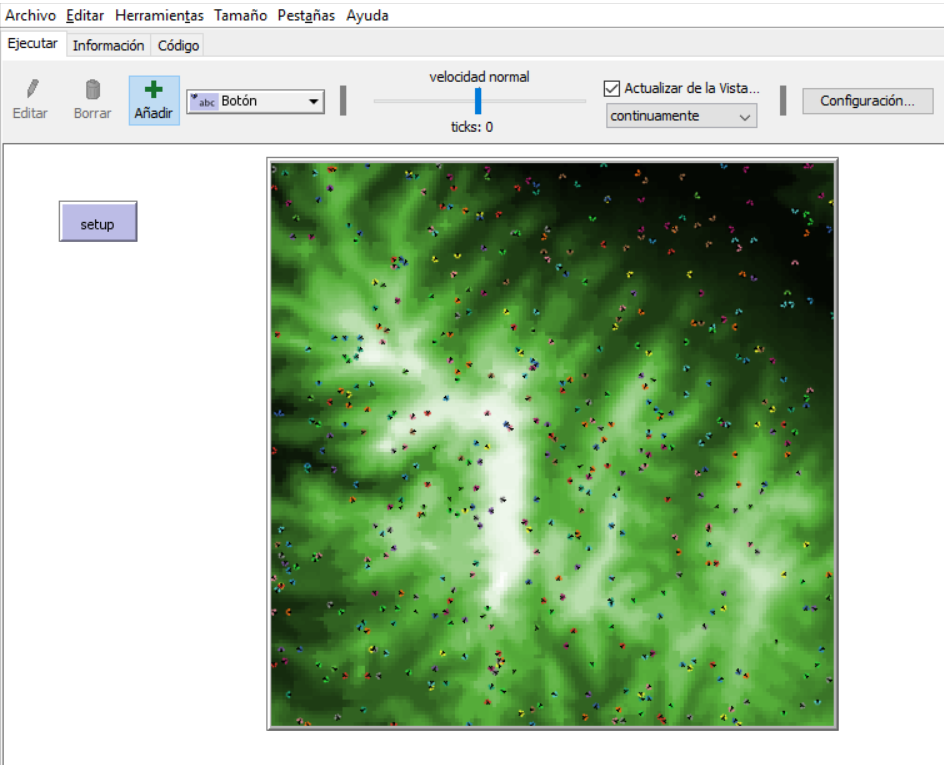 Archivo Editar Herramientas Tamaño Pestañas Ayuda
Ejecutar Información Código
velocidad normal
Editar Borrar Añadir abc Botón
ticks: 0
Actualizar de la Vista...
continuamente
Configuración...
setup